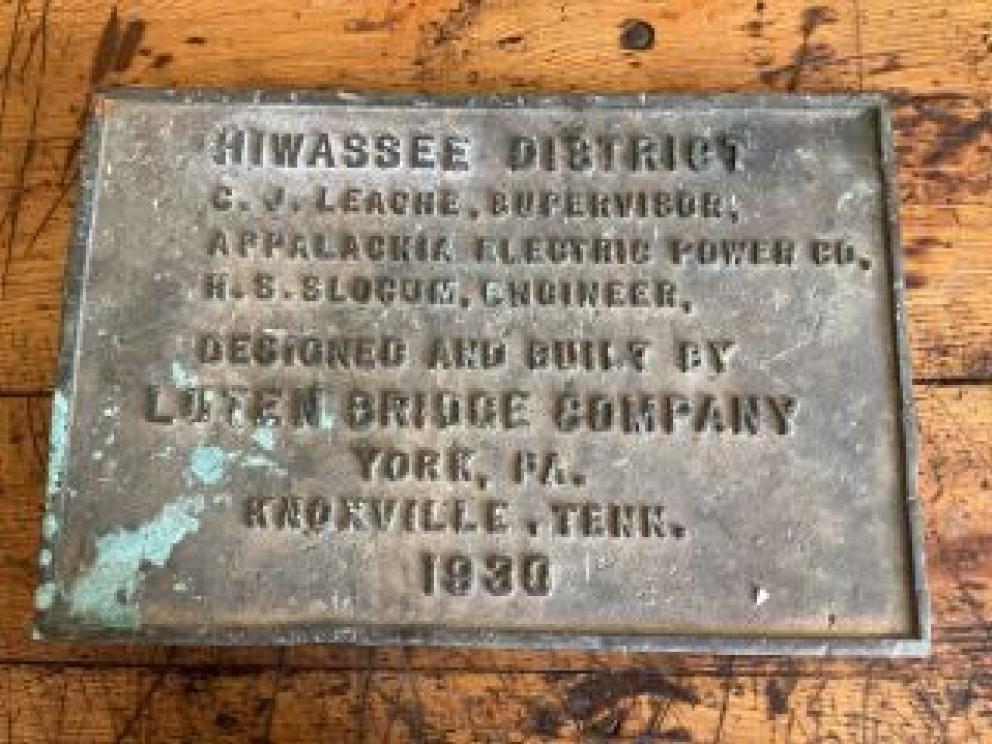 HIWASSEE DISTRICT
C. J. LEACHE, SUPERVISOR,
APPALACHIA ELECTRIC POWER CO,
H. S. SLOCUM, ENGINEER,
DESIGNED AND BUILT BY
LUTEN BRIDGE COMPANY
YORK, PA.
KNOXVILLE, TENN.
1930